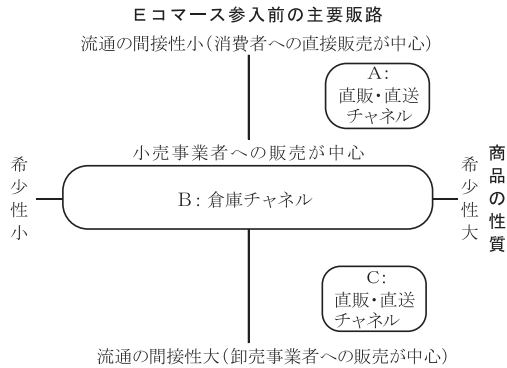 Ｅコマース参入前の主要販路
流通の間接性小（消費者への直接販売が中心）
A：
直販・直送
チャネル
小売事業者への販売が中心
希少性小
B：倉庫チャネル
希少性大
商品の性質
C：
直販・直送
チャネル
流通の間接性大（卸売事業者への販売が中心）